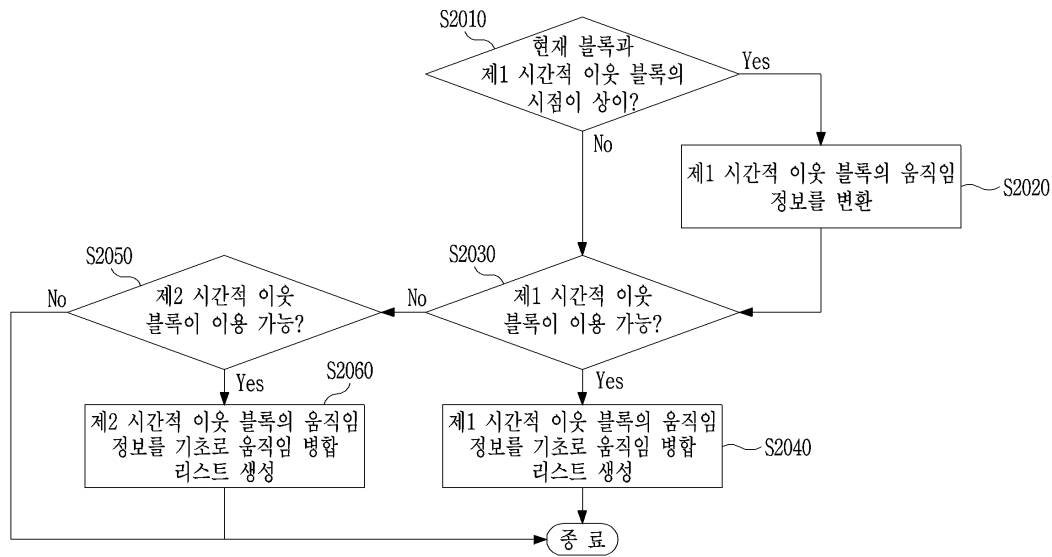 S2010
현재 블록과
제1 시간적 이웃 블록의
시점이 상이?
Yes
No
제1 시간적 이웃 블록의 움직임
정보를 변환
S2020
S2050
S2030
No
제2 시간적 이웃
블록이 이용 가능?
No
제1 시간적 이웃
블록이 이용 가능?
Yes
S2060
Yes
제2 시간적 이웃 블록의 움직임
정보를 기초로 움직임 병합
리스트 생성
제1 시간적 이웃 블록의 움직임
정보를 기초로 움직임 병합
리스트 생성
S2040
종 료